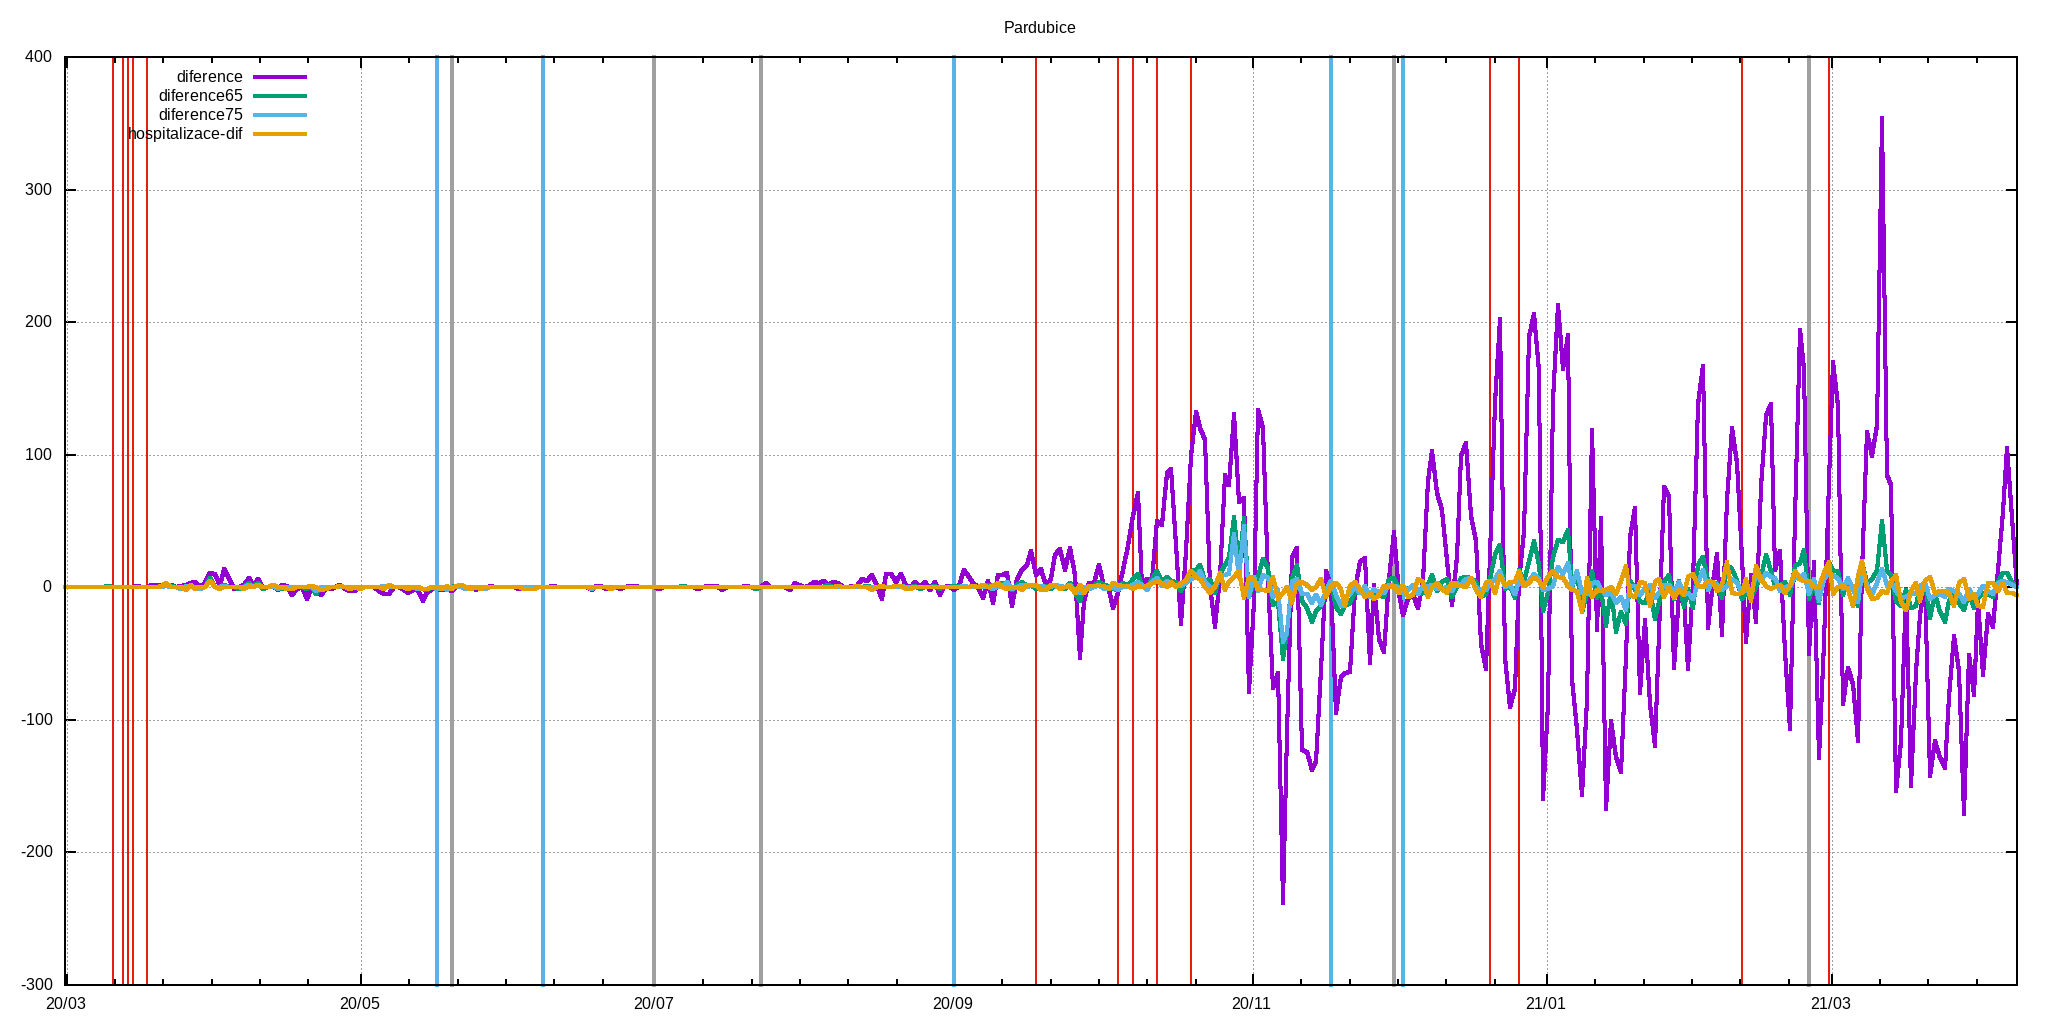 Pardubice
400
300
200
100
0
-100
-200
-300
diference
diference65
diference75
hospitalizace-dif
20/03 20/05 20/07 20/09 20/11 21/01 21/03